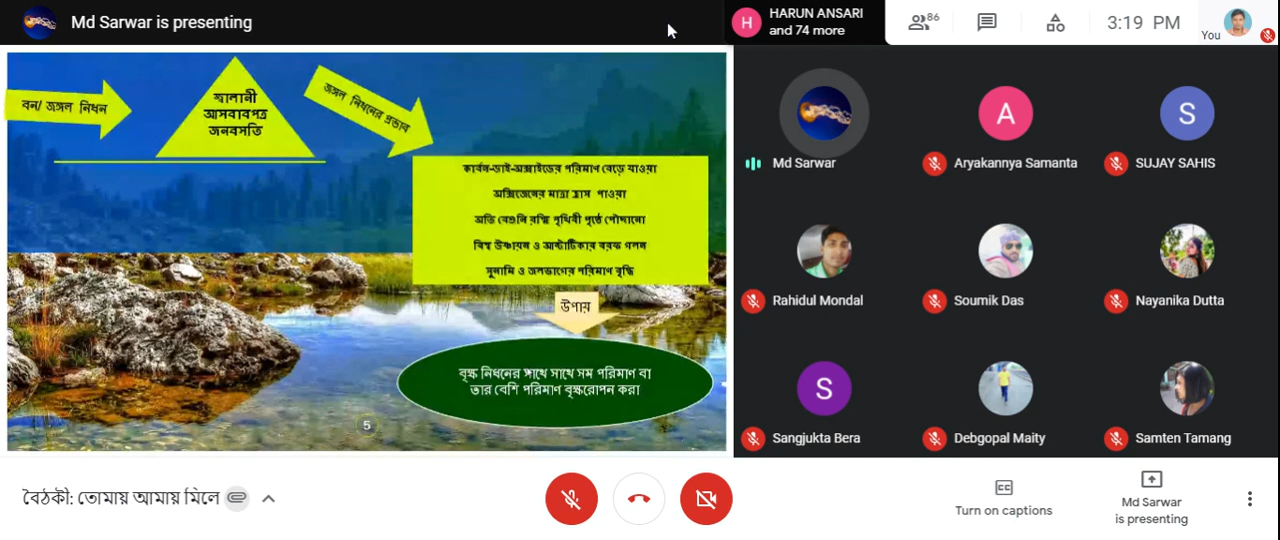 Md Sarwar is presenting
HARUN ANSARI
and 74 more
86
3:19 PM
You
বন/ জঙ্গল নিধন
জ্বালানী
আসবাবপত্র
জনবসতি
জঙ্গল নিধনের প্রভাব
কার্বন-ডাই-অক্সাইডের পরিমাণ বেড়ে যাওয়া
অক্সিজেনের মাত্রা হ্রাস পাওয়া
অতি বেগুনি রশ্মি পৃথিবী পৃষ্ঠে পৌঁছানো
বিশ্ব উষ্ণায়ন ও আন্টার্টিকার বরফ গলন
সুনামি ও জলভাগের পরিমাণ বৃদ্ধি
উপায়
বৃক্ষ নিধনের সাথে সাথে সম পরিমাণ বা
তার বেশি পরিমাণ বৃক্ষরোপন করা
5
Md Sarwar
A
Aryakannya Samanta
S
SUJAY SAHIS
Rahidul Mondal
Soumik Das
Nayanika Dutta
S
Sangjukta Bera
Debgopal Maity
Samten Tamang
বৈঠকী: তোমায় আমায় মিলে
Turn on captions
Md Sarwar
is presenting